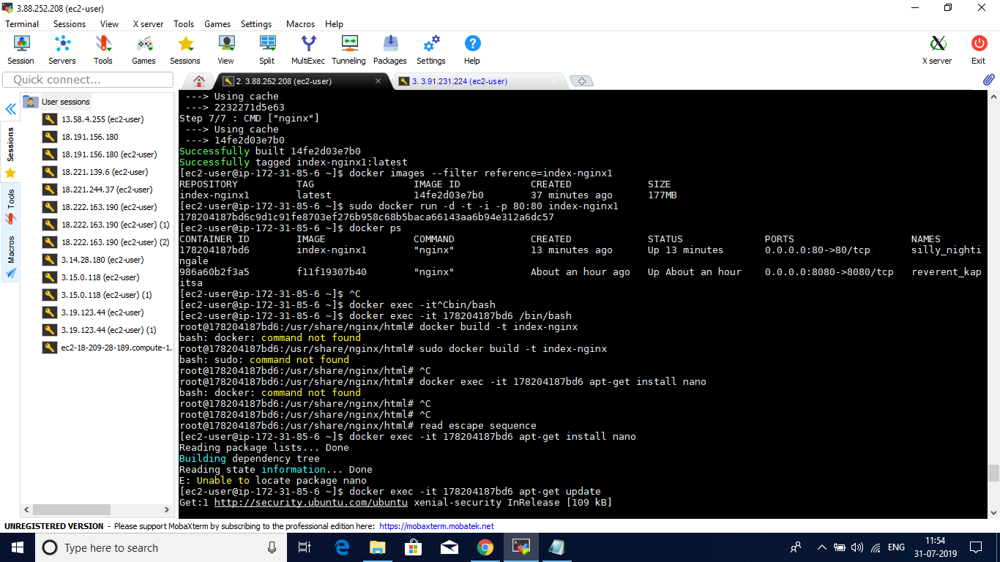 3.88.252.208 (ec2-user)
Terminal Sessions View X server Tools Games Settings Macros Help
Session Servers Tools Games Sessions View Split MultiExec Tunneling Packages Settings Help X server Exit
Quick connect...
2. 3.88.252.208 (ec2-user)
3. 3.91.231.224 (ec2-user)
Sessions
Tools
Macros
User sessions
13.58.4.255 (ec2-user)
18.191.156.180
18.191.156.180 (ec2-user)
18.221.139.6 (ec2-user)
18.221.244.37 (ec2-user)
18.222.163.190 (ec2-user)
18.222.163.190 (ec2-user) (1)
18.222.163.190 (ec2-user) (2)
3.14.28.180 (ec2-user)
3.15.0.118 (ec2-user)
3.15.0.118 (ec2-user) (1)
3.19.123.44 (ec2-user)
3.19.123.44 (ec2-user) (1)
ec2-18-209-28-189.compute-1.
---> Using cache
---> 2232271d5e63
Step 7/7 : CMD ["nginx"]
---> Using cache
---> 14fe2d03e7b0
Successfully built 14fe2d03e7b0
Successfully tagged index-nginx1:latest
[ec2-user@ip-172-31-85-6 ~]$ docker images --filter reference=index-nginx1
REPOSITORY TAG IMAGE ID CREATED SIZE
index-nginx1 latest 14fe2d03e7b0 37 minutes ago 177MB
[ec2-user@ip-172-31-85-6 ~]$ sudo docker run -d -t -i -p 80:80 index-nginx1
178204187bd6c9d1c91fe8703ef276b958c68b5baca66143aa6b94e312a6dc57
[ec2-user@ip-172-31-85-6 ~]$ docker ps
CONTAINER ID IMAGE COMMAND CREATED STATUS PORTS NAMES
178204187bd6 index-nginx1 "nginx" 13 minutes ago Up 13 minutes 0.0.0.0:80->80/tcp silly_nighti
ngale
986a60b2f3a5 f11f19307b40 "nginx" About an hour ago Up About an hour 0.0.0.0:8080->8080/tcp reverent_kap
itsa
[ec2-user@ip-172-31-85-6 ~]$ ^C
[ec2-user@ip-172-31-85-6 ~]$ docker exec -it^Cbin/bash
[ec2-user@ip-172-31-85-6 ~]$ docker exec -it 178204187bd6 /bin/bash
root@178204187bd6:/usr/share/nginx/html# docker build -t index-nginx
bash: docker: command not found
root@178204187bd6:/usr/share/nginx/html# sudo docker build -t index-nginx
bash: sudo: command not found
root@178204187bd6:/usr/share/nginx/html# ^C
root@178204187bd6:/usr/share/nginx/html# docker exec -it 178204187bd6 apt-get install nano
bash: docker: command not found
root@178204187bd6:/usr/share/nginx/html# ^C
root@178204187bd6:/usr/share/nginx/html# ^C
root@178204187bd6:/usr/share/nginx/html# read escape sequence
[ec2-user@ip-172-31-85-6 ~]$ docker exec -it 178204187bd6 apt-get install nano
Reading package lists... Done
Building dependency tree
Reading state information... Done
E: Unable to locate package nano
[ec2-user@ip-172-31-85-6 ~]$ docker exec -it 178204187bd6 apt-get update
Get:1 http://security.ubuntu.com/ubuntu xenial-security InRelease [109 kB]
UNREGISTERED VERSION - Please support MobaXterm by subscribing to the professional edition here: https://mobaxterm.mobatek.net
Type here to search
ENG
11:54
31-07-2019